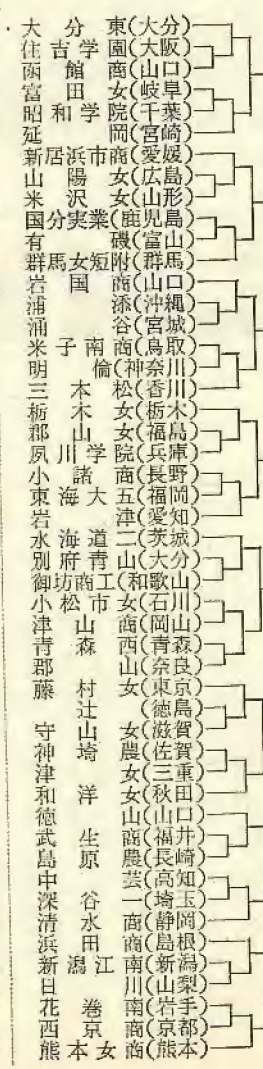 大分東(大分)
住吉学園(大阪)
函館商(山口)
富田女(岐阜)
昭和学院(千葉)
延岡(宮崎)
新居浜市商(愛媛)
山陽女(広島)
米沢女(山形)
国分実業(鹿児島)
有磯(富山)
群馬女短附(群馬)
岩国商(山口)
浦添(沖縄)
涌谷(宮城)
米子南商(鳥取)
明倫(神奈川)
三本松(香川)
栃木女(栃木)
郡山女(福島)
夙川学院(兵庫)
小諸商(長野)
東海大五(福岡)
岩津(愛知)
水海道二(茨城)
別府青山(大分)
御坊商工(和歌山)
小松市女(石川)
津山商(岡山)
青森西(青森)
郡山(奈良)
藤村女(東京)
辻(徳島)
守山女(滋賀)
神埼農(佐賀)
津女(三重)
和洋女(秋田)
徳山(山口)
武生商(福井)
島原農(長崎)
中芸(高知)
深谷一(埼玉)
清水商(静岡)
浜田商(島根)
新潟江南(新潟)
日川(山梨)
花巻南(岩手)
西京商(京都)
熊本女商(熊本)